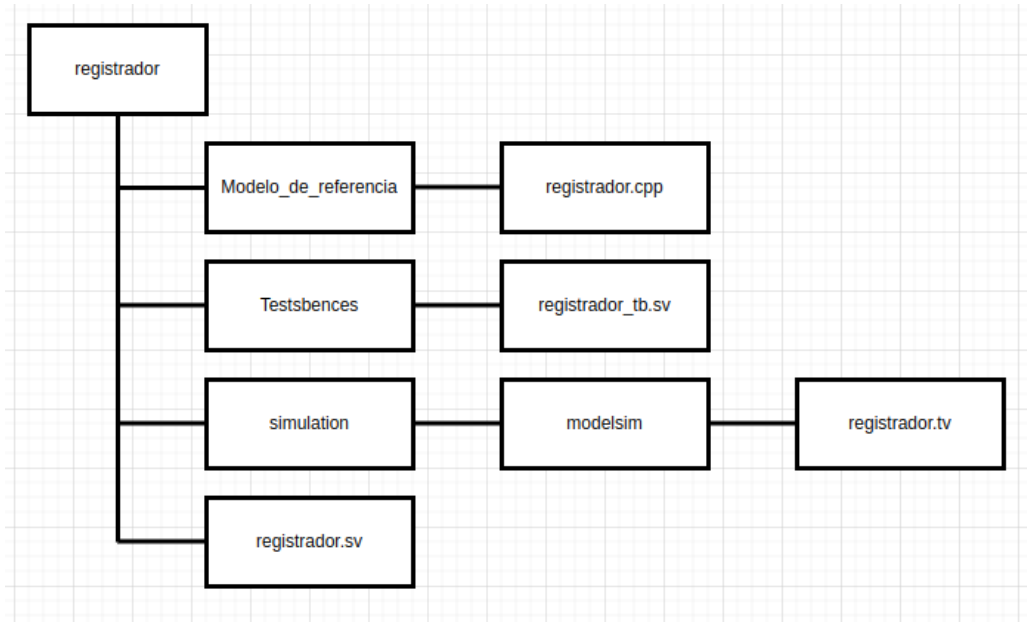 registrador
Modelo_de_referencia
registrador.cpp
Testsbences
registrador_tb.sv
simulation
modelsim
registrador.tv
registrador.sv